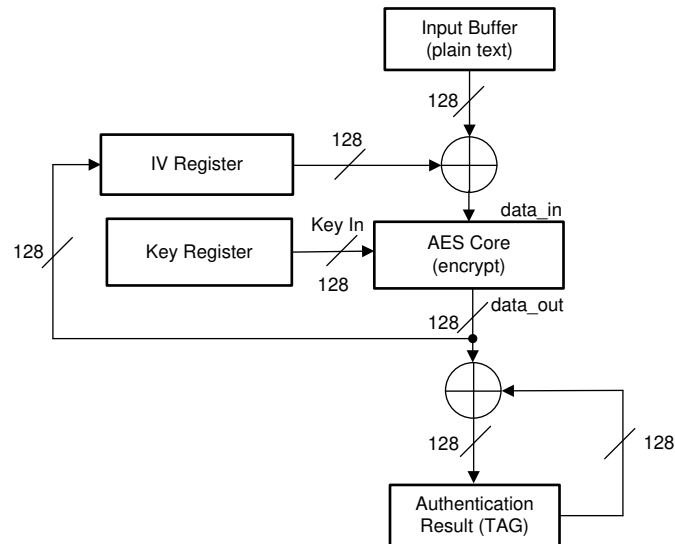 Input Buffer
(plain text)
128
128
IV Register
data_in
Key In
128
Key Register
AES Core
(encrypt)
128
data_out
128
128
128
Authentication
Result (TAG)